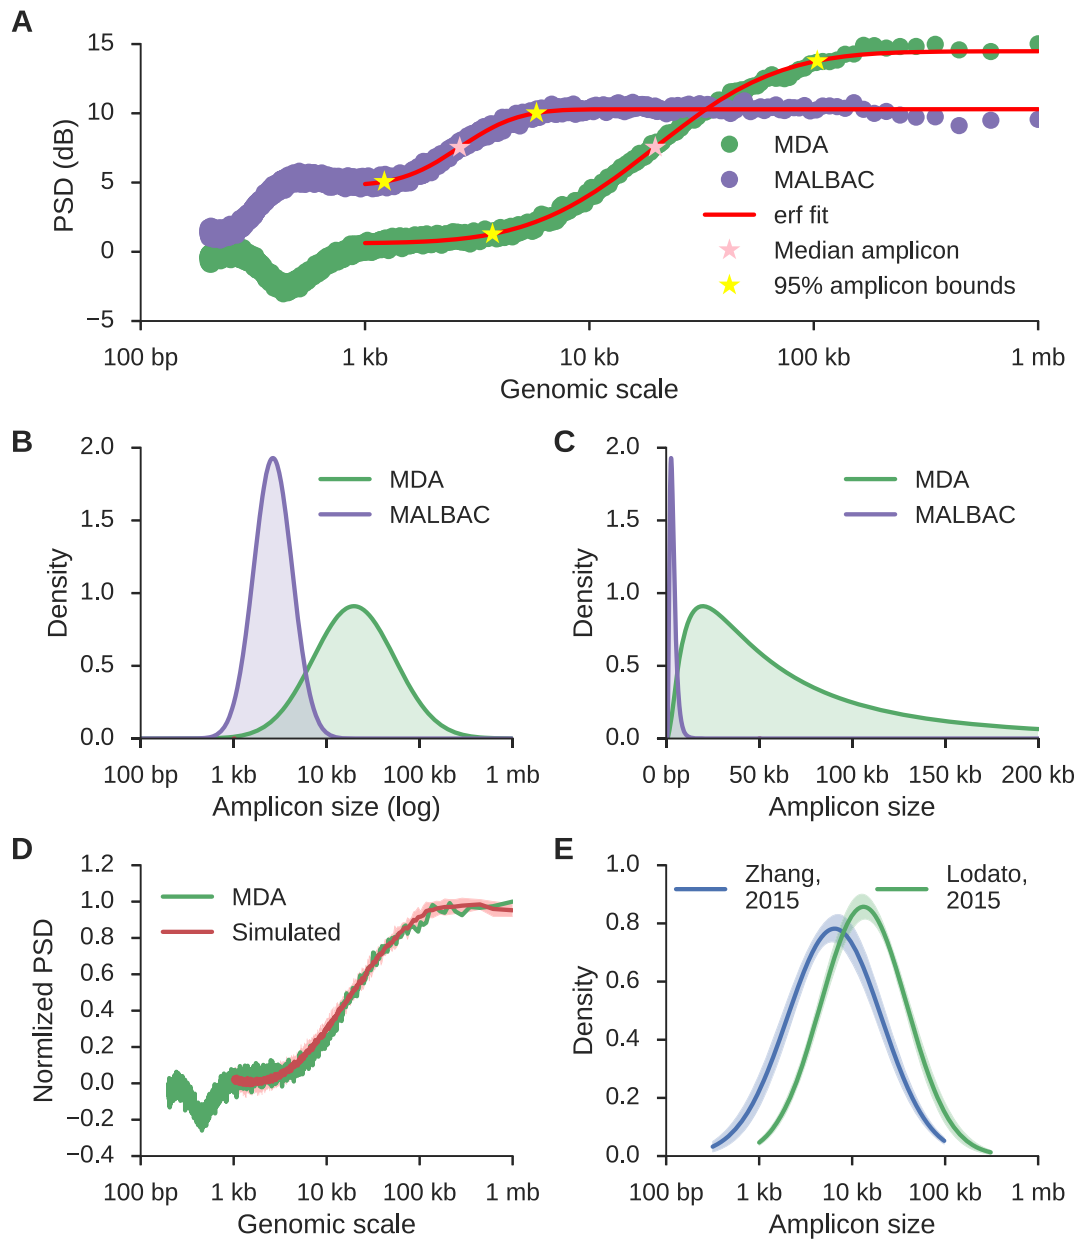 A
15
10
5
0
−5
PSD (dB)
MDA
MALBAC
erf fit
Median amplicon
95% amplicon bounds
100 bp
1 kb
10 kb
100 kb
1 mb
Genomic scale
B
2.0
1.5
1.0
0.5
0.0
Density
MDA
MALBAC
100 bp
1 kb
10 kb
100 kb
1 mb
Amplicon size (log)
C
2.0
1.5
1.0
0.5
0.0
Density
MDA
MALBAC
0 bp
50 kb
100 kb
150 kb
200 kb
Amplicon size
D
1.2
1.0
0.8
0.6
0.4
0.2
0.0
−0.2
−0.4
Normlized PSD
MDA
Simulated
100 bp
1 kb
10 kb
100 kb
1 mb
Genomic scale
E
1.0
0.8
0.6
0.4
0.2
0.0
Density
Zhang,
2015
Lodato,
2015
100 bp
1 kb
10 kb
100 kb
1 mb
Amplicon size